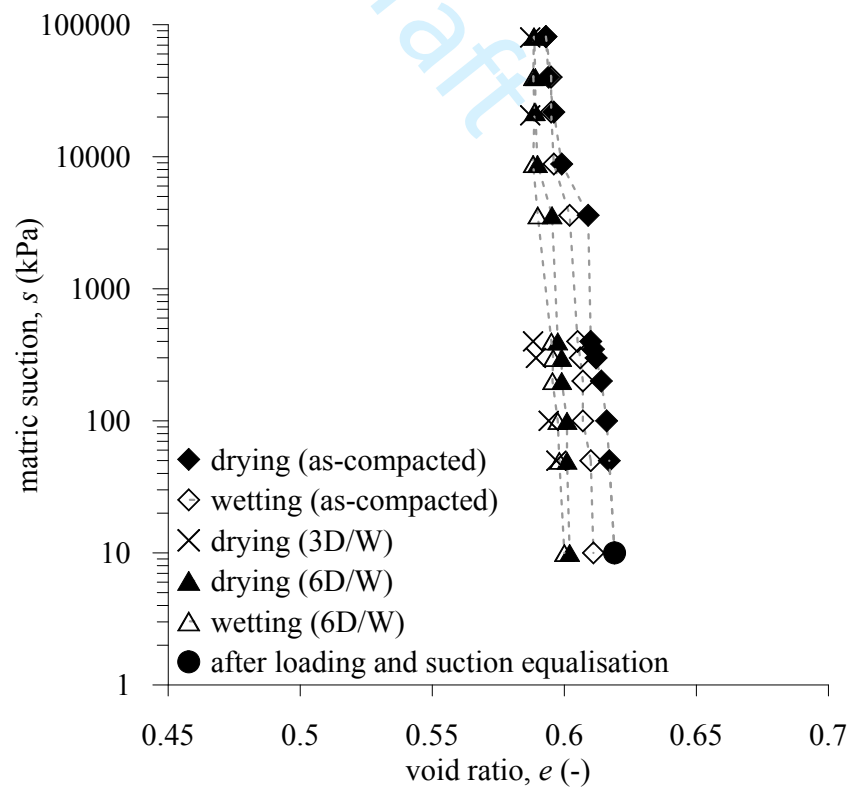 100000
10000
1000
100
10
1
matric suction, s (kPa)
drying (as-compacted)
wetting (as-compacted)
drying (3D/W)
drying (6D/W)
wetting (6D/W)
after loading and suction equalisation
0.45 0.5 0.55 0.6 0.65 0.7
void ratio, e (-)